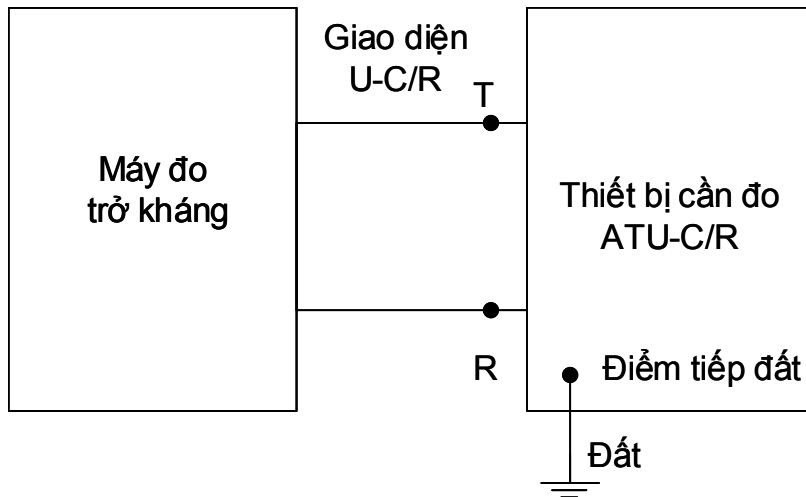 Giao diện
U-C/R
T
Máy đo
trở kháng
Thiết bị cần đo
ATU-C/R
R
Điểm tiếp đất
Đất